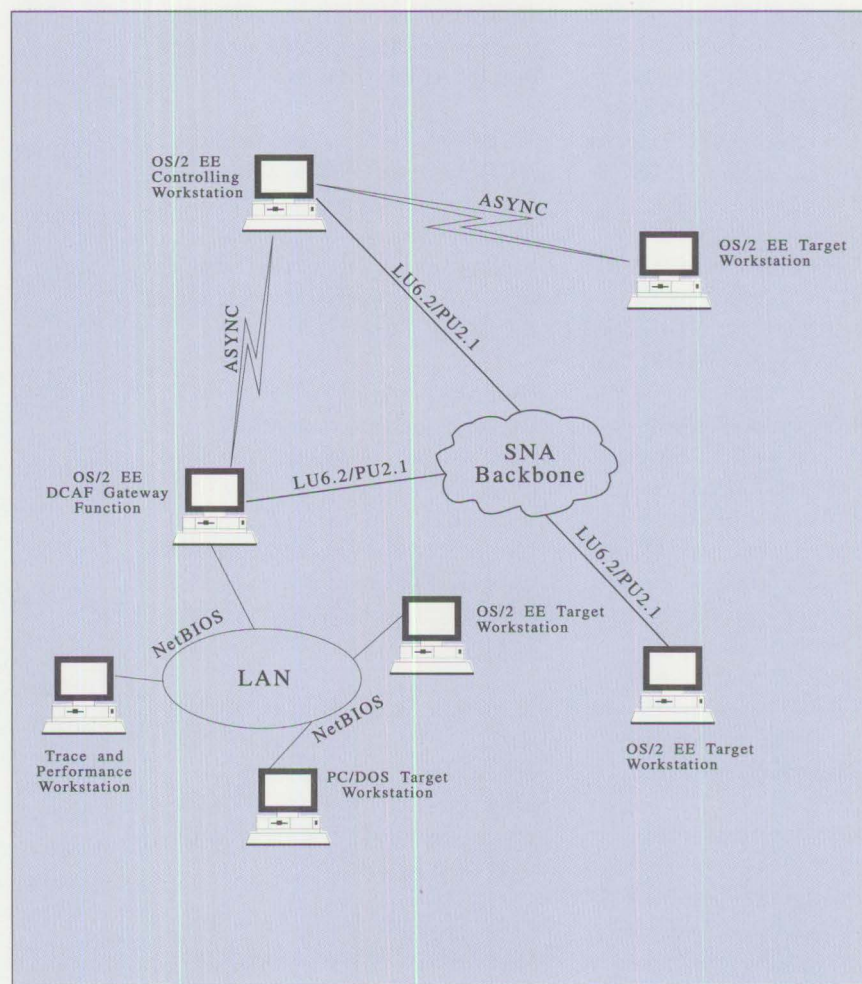 OS/2 EE
Controlling
Workstation
ASYNC
OS/2 EE Target
Workstation
LU6.2/PU2.1
ASYNC
SNA
Backbone
OS/2 EE
DCAF Gateway
Function
LU6.2/PU2.1
LU6.2/PU2.1
OS/2 EE Target
Workstation
NetBIOS
LAN
NetBIOS
Trace and
Performance
Workstation
PC/DOS Target
Workstation
OS/2 EE Target
Workstation